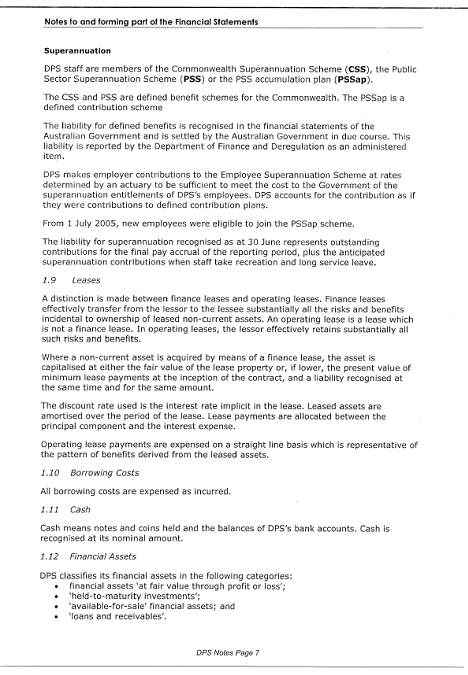 Notes to and forming part of the Financial Statements
Superannuation
DPS staff are members of the Commonwealth Superannuation Scheme (CSS), the Public
Sector Superannuation Scheme (PSS) or the PSS accumulation plan (PSSap).
The CSS and PSS are defined benefit schemes for the Commonwealth. The PSSap is a
defined contribution scheme
The liability for defined benefits is recognised in the financial statements of the
Australian Government and is settled by the Australian Government in due course. This
liability is reported by the Department of Finance and Deregulation as an administered
item.
DPS makes employer contributions to the Employee Superannuation Scheme at rates
determined by an actuary to be sufficient to meet the cost to the Government of the
superannuation entitlements of DPS's employees. DPS accounts for the contribution as if
they were contributions to defined contribution plans.
From 1 July 2005, new employees were eligible to join the PSSap scheme.
The liability for superannuation recognised as at 30 June represents outstanding
contributions for the final pay accrual of the reporting period, plus the anticipated
superannuation contributions when staff take recreation and long service leave.
1.9 Leases
A distinction is made between finance leases and operating leases. Finance leases
effectively transfer from the lessor to the lessee substantially all the risks and benefits
incidental to ownership of leased non-current assets. An operating lease is a lease which
is not a finance lease. In operating leases, the lessor effectively retains substantially all
such risks and benefits.
Where a non-current asset is acquired by means of a finance lease, the asset is
capitalised at either the fair value of the lease property or, if lower, the present value of
minimum lease payments at the inception of the contract, and a liability recognised at
the same time and for the same amount.
The discount rate used is the interest rate implicit in the lease. Leased assets are
amortised over the period of the lease. Lease payments are allocated between the
principal component and the interest expense.
Operating lease payments are expensed on a straight line basis which is representative of
the pattern of benefits derived from the leased assets.
1.10 Borrowing Costs
All borrowing costs are expensed as incurred.
1.11 Cash
Cash means notes and coins held and the balances of DPS's bank accounts. Cash is
recognised at its nominal amount.
1.12 Financial Assets
DPS classifies its financial assets in the following categories:
• financial assets 'at fair value through profit or loss';
• 'held-to-maturity investments';
• 'available-for-sale' financial assets; and
• 'loans and receivables'.
DPS Notes Page 7